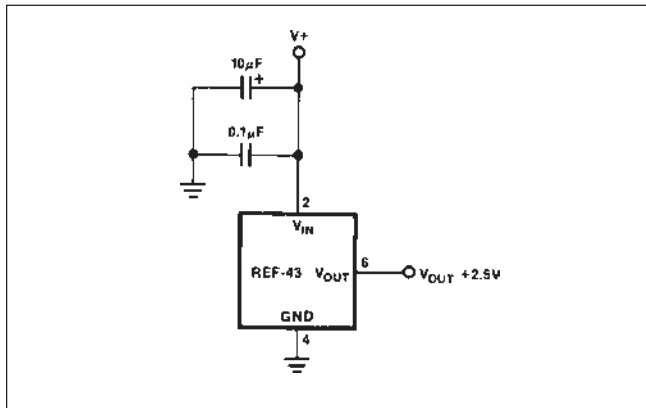 V+
10µF
+
0.1µF
2
VIN
6
REF-43 VOUT
VOUT +2.5V
GND
4